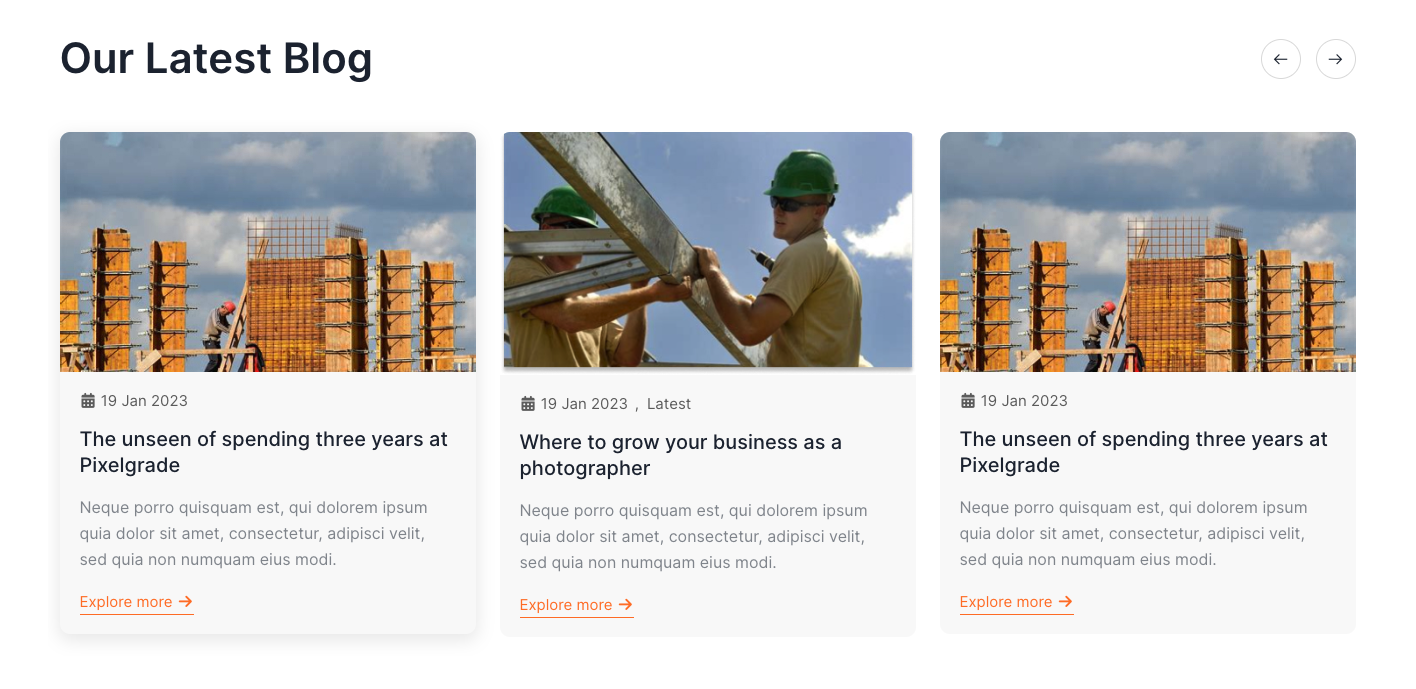 Our Latest Blog
19 Jan 2023
The unseen of spending three years at
Pixelgrade
Neque porro quisquam est, qui dolorem ipsum
quia dolor sit amet, consectetur, adipisci velit,
sed quia non numquam eius modi.
Explore more
19 Jan 2023 , Latest
Where to grow your business as a
photographer
Neque porro quisquam est, qui dolorem ipsum
quia dolor sit amet, consectetur, adipisci velit,
sed quia non numquam eius modi.
Explore more
19 Jan 2023
The unseen of spending three years at
Pixelgrade
Neque porro quisquam est, qui dolorem ipsum
quia dolor sit amet, consectetur, adipisci velit,
sed quia non numquam eius modi.
Explore more